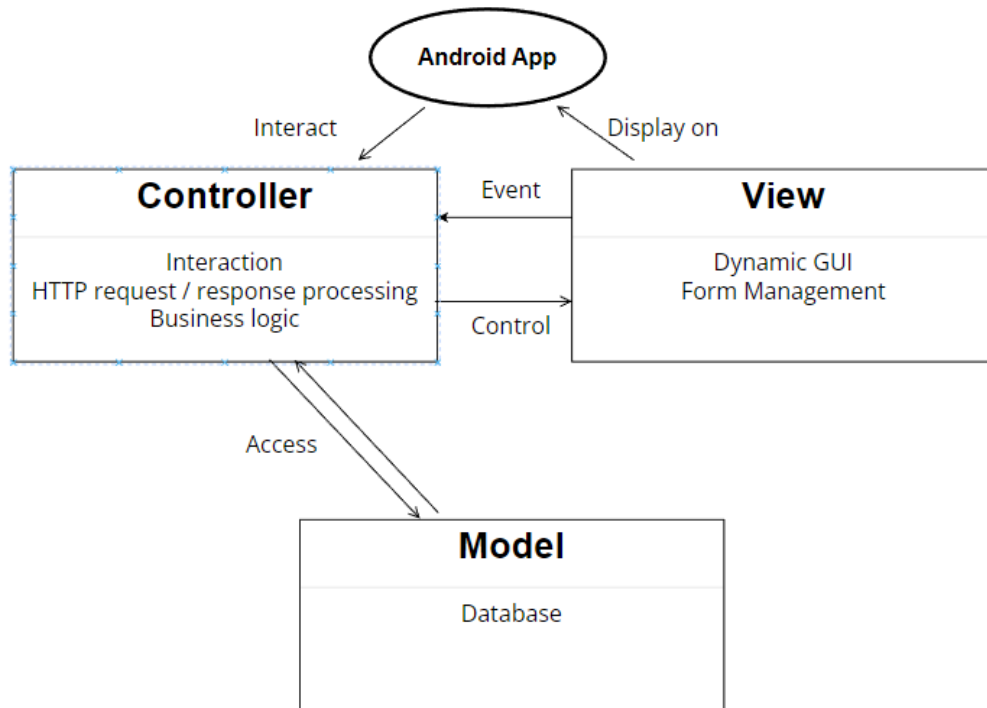 Android App
Interact
Display on
Controller
Event
View
Interaction
HTTP request / response processing
Business logic
Dynamic GUI
Form Management
Control
Access
Model
Database